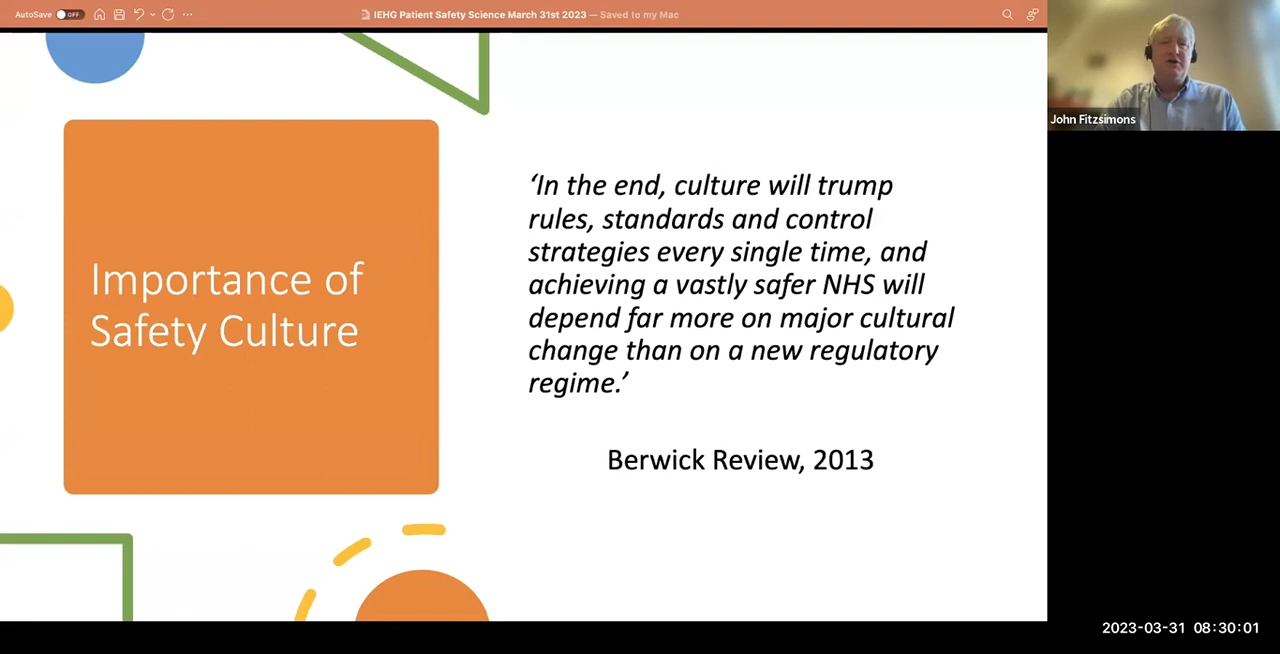 AutoSave OFF
IEHG Patient Safety Science March 31st 2023 — Saved to my Mac
John Fitzsimons
Importance of
Safety Culture
‘In the end, culture will trump
rules, standards and control
strategies every single time, and
achieving a vastly safer NHS will
depend far more on major cultural
change than on a new regulatory
regime.’
Berwick Review, 2013
2023-03-31 08:30:01